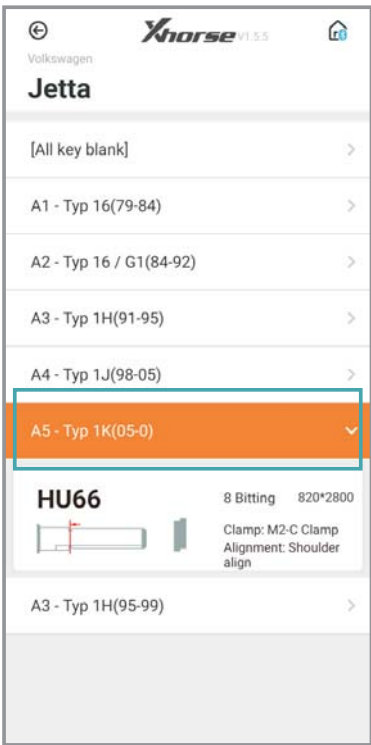 Xhorse V1.5.5
Volkswagen
Jetta
[All key blank]
A1 - Typ 16(79-84)
A2 - Typ 16 / G1(84-92)
A3 - Typ 1H(91-95)
A4 - Typ 1J(98-05)
A5 - Typ 1K(05-0)
HU66
8 Bitting 820*2800
Clamp: M2-C Clamp
Alignment: Shoulder
align
A3 - Typ 1H(95-99)